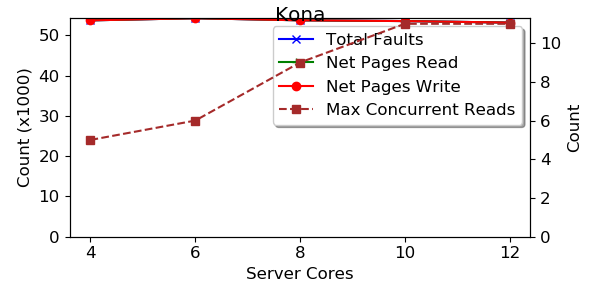 Kona
Total Faults
Net Pages Read
Net Pages Write
Max Concurrent Reads
Count (x1000)
50
40
30
20
10
0
10
8
6
4
2
0
Count
4
6
8
10
12
Server Cores